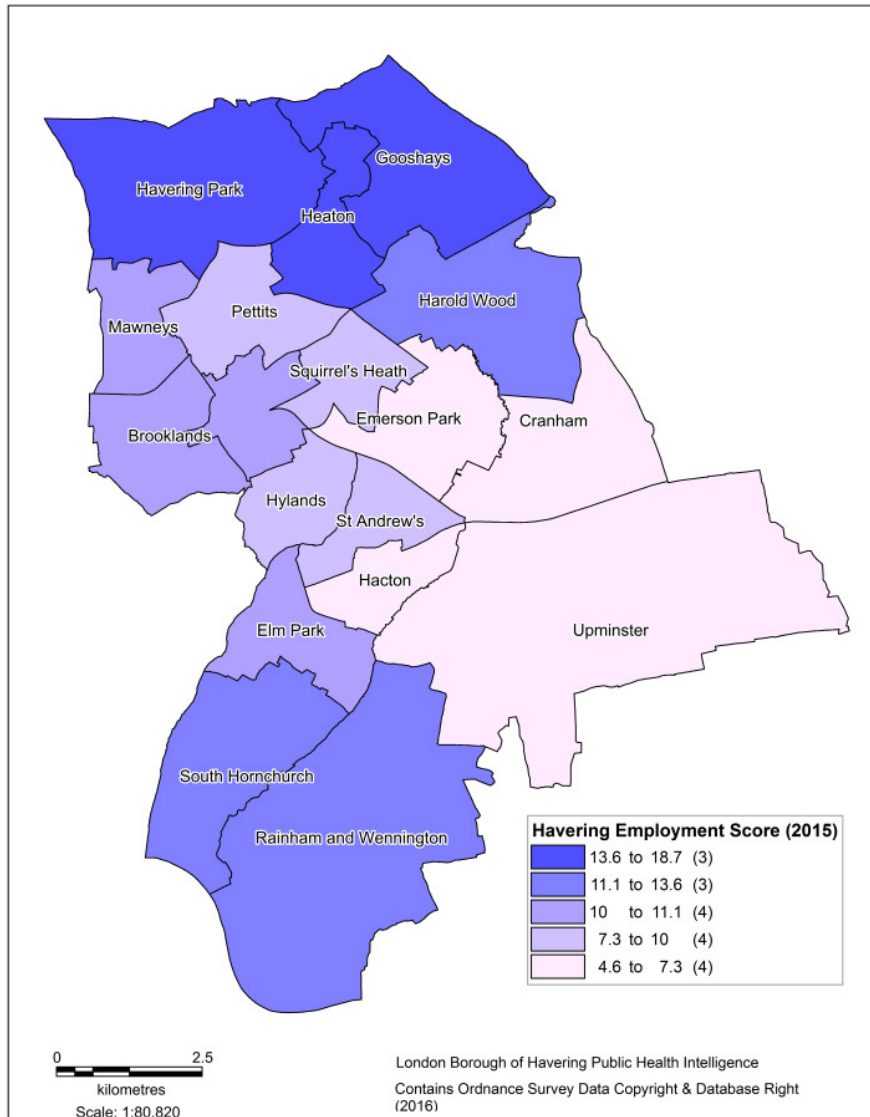 Gooshays
Havering Park
Heaton
Harold Wood
Pettits
Mawneys
Squirrel's Heath
Emerson Park
Cranham
Brooklands
Hylands
St Andrew's
Hacton
Elm Park
Upminster
South Hornchurch
Rainham and Wennington
Havering Employment Score (2015)
13.6 to 18.7 (3)
11.1 to 13.6 (3)
10 to 11.1 (4)
7.3 to 10 (4)
4.6 to 7.3 (4)
0 2.5
kilometres
Scale: 1:80,820
London Borough of Havering Public Health Intelligence
Contains Ordnance Survey Data Copyright & Database Right
(2016)